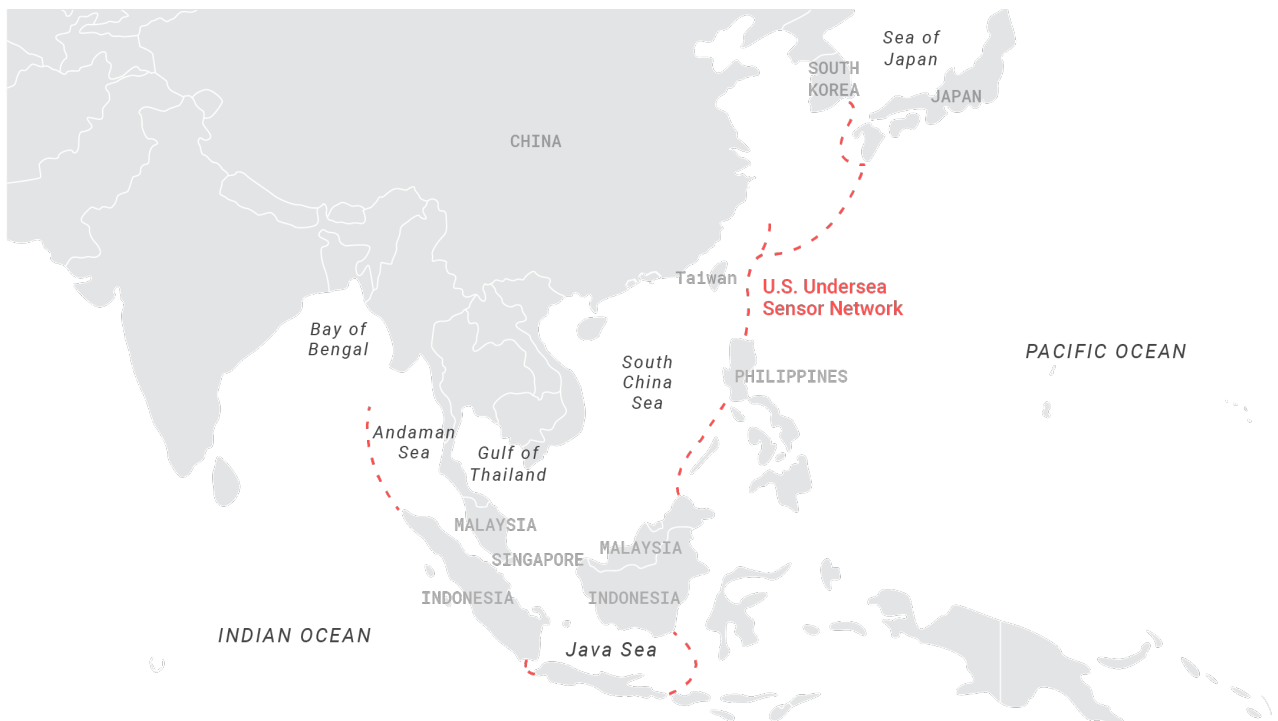 Sea of
Japan
SOUTH
KOREA
JAPAN
CHINA
Taiwan
U.S. Undersea
Sensor Network
Bay of
Bengal
South
China
Sea
PACIFIC OCEAN
PHILIPPINES
Andaman
Sea
Gulf of
Thailand
MALAYSIA
MALAYSIA
SINGAPORE
INDONESIA
INDONESIA
INDIAN OCEAN
Java Sea